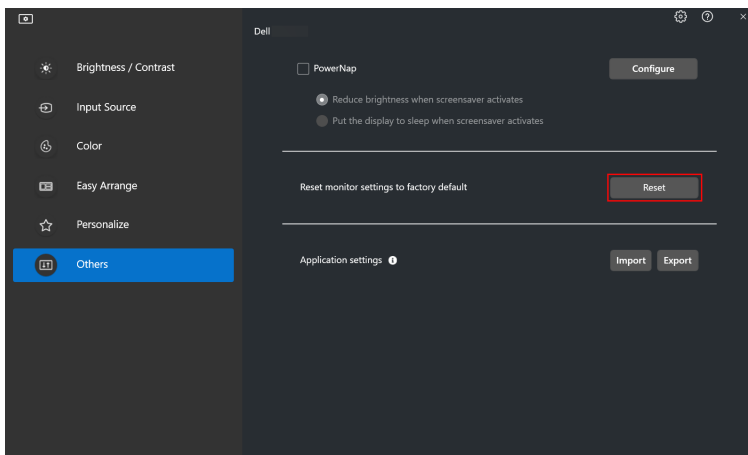 Dell
Brightness / Contrast
Input Source
Color
Easy Arrange
Personalize
Others
PowerNap
Configure
Reduce brightness when screensaver activates
Put the display to sleep when screensaver activates
Reset monitor settings to factory default
Reset
Application settings
Import
Export